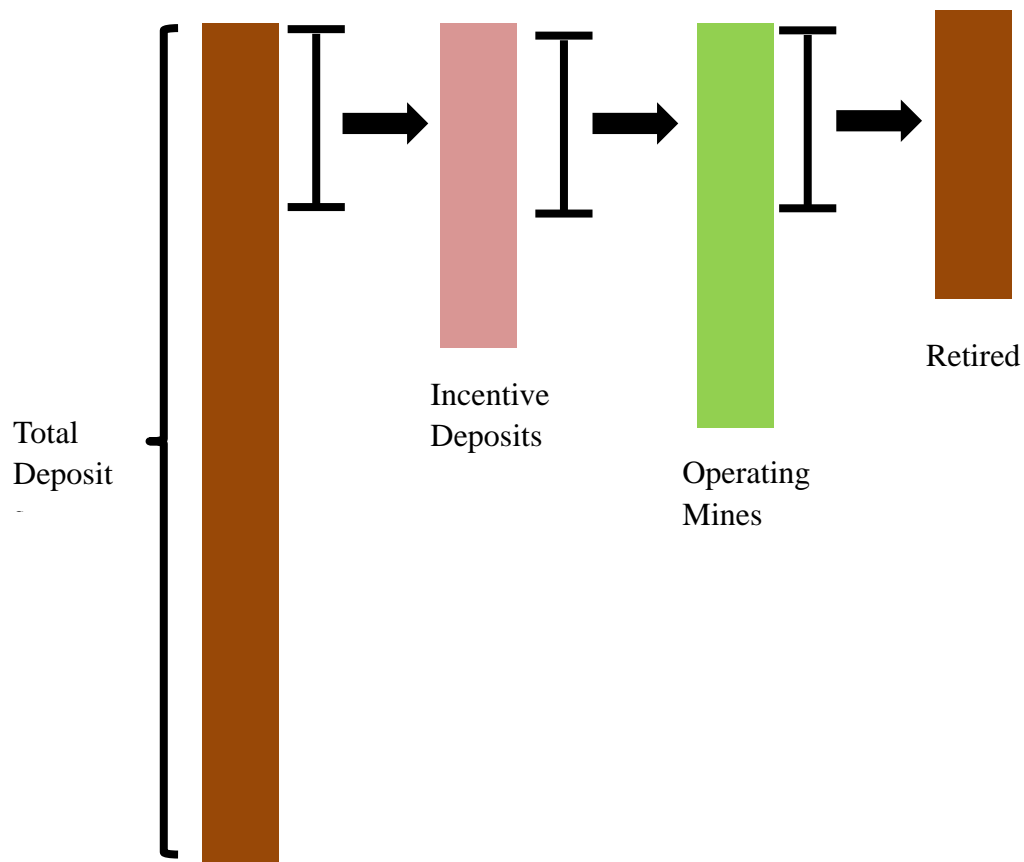 Total
Deposit
Incentive
Deposits
Operating
Mines
Retired